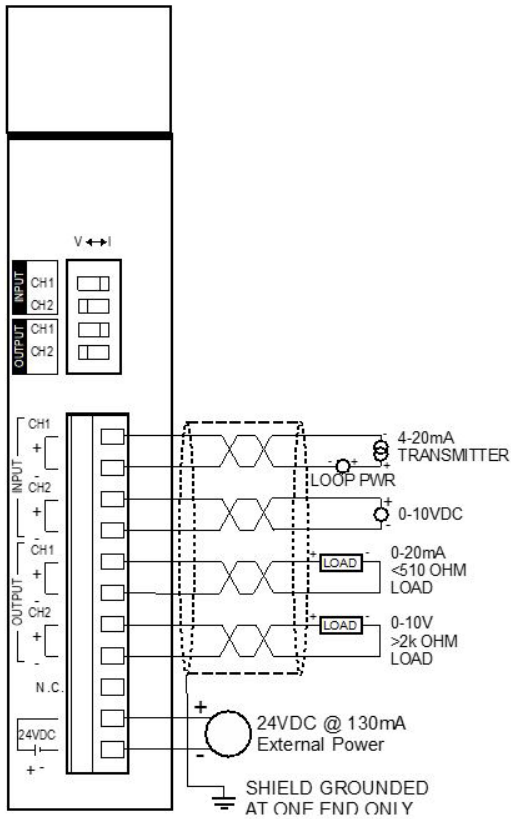 V ↔ I
INPUT
CH1
CH2
OUTPUT
CH1
CH2
INPUT
CH1
+
-
CH2
+
-
OUTPUT
CH1
+
-
CH2
+
-
N.C.
24VDC
+ -
-
4-20mA
TRANSMITTER
+
- +
LOOP PWR
+
0-10VDC
-
+ LOAD -
0-20mA
<510 OHM
LOAD
+ LOAD -
0-10V
>2k OHM
LOAD
+
24VDC @ 130mA
External Power
-
SHIELD GROUNDED
AT ONE END ONLY